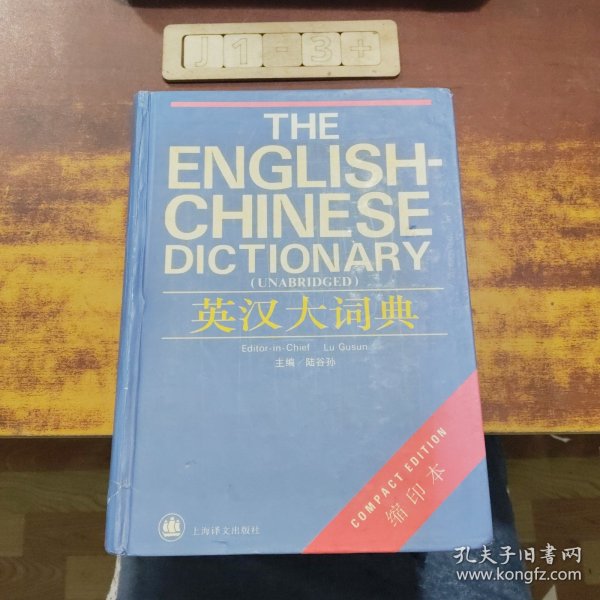 J1-3+
THE
ENGLISH-
CHINESE
DICTIONARY
(UNABRIDGED)
英汉大词典
Editor-in-Chief Lu Gusun
主编/陆谷孙
COMPACT EDITION
缩印本
上海译文出版社
孔夫子旧书网
www.kongfz.com